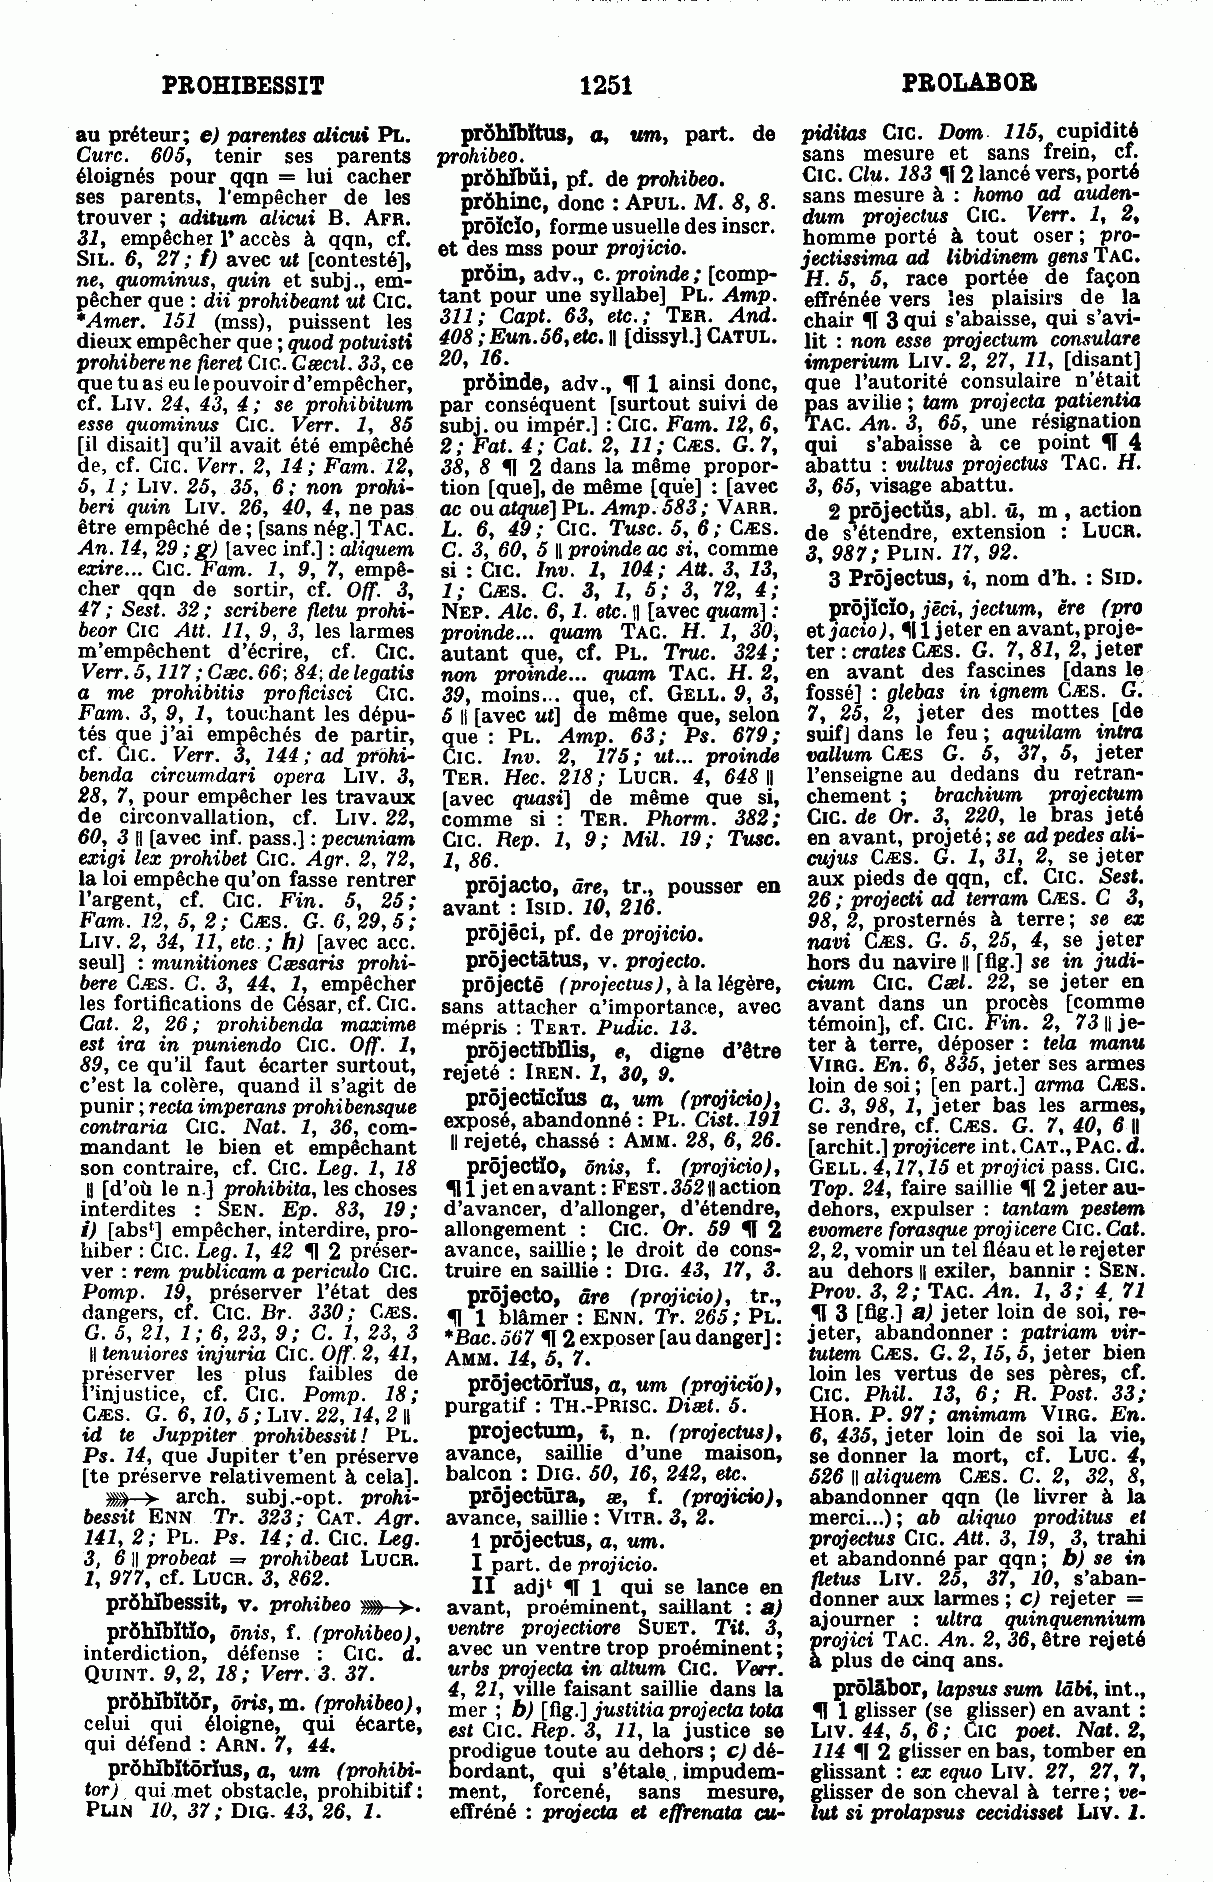 PROHIBESSIT
1251
PROLABOR
au préteur; e) parentes alicui PL.
Curc. 605, tenir ses parents
éloignés pour qqn = lui cacher
ses parents, l'empêcher de les
trouver ; aditum alicui B. AFR.
31, empêcher l'accès à qqn, cf.
SIL. 6, 27; f) avec ut [contesté],
ne, quominus, quin et subj., em-
pêcher que : dii prohibeant ut CIC.
*Amer. 151 (mss), puissent les
dieux empêcher que ; quod potuisti
prohibere ne fieret CIC. Cæcil. 33, ce
que tu as eu le pouvoir d'empêcher,
cf. LIV. 24, 43, 4; se prohibitum
esse quominus CIC. Verr. 1, 85
[il disait] qu'il avait été empêché
de, cf. CIC. Verr. 2, 14; Fam. 12,
5, 1; LIV. 25, 35, 6; non prohi-
beri quin LIV. 26, 40, 4, ne pas
être empêché de ; [sans nég.] TAC.
An. 14, 29; g) [avec inf.] : aliquem
exire... CIC. Fam. 1, 9, 7, empê-
cher qqn de sortir, cf. Off. 3,
47; Sest. 32; scribere fletu prohi-
beor CIC Att. 11, 9, 3, les larmes
m'empêchent d'écrire, cf. CIC.
Verr. 5, 117; Cæc. 66; 84; de legatis
a me prohibitis proficisci CIC.
Fam. 3, 9, 1, touchant les dépu-
tés que j'ai empêchés de partir,
cf. CIC. Verr. 3, 144; ad prohi-
benda circumdari opera LIV. 3,
28, 7, pour empêcher les travaux
de circonvallation, cf. LIV. 22,
60, 3 ‖ [avec inf. pass.] : pecuniam
exigi lex prohibet CIC. Agr. 2, 72,
la loi empêche qu'on fasse rentrer
l'argent, cf. CIC. Fin. 5, 25;
Fam. 12, 5, 2; CÆS. G. 6, 29, 5;
LIV. 2, 34, 11, etc.; h) [avec acc.
seul] : munitiones Cæsaris prohi-
bere CÆS. C. 3, 44, 1, empêcher
les fortifications de César, cf. CIC.
Cat. 2, 26; prohibenda maxime
est ira in puniendo CIC. Off. 1,
89, ce qu'il faut écarter surtout,
c'est la colère, quand il s'agit de
punir; recta imperans prohibensque
contraria CIC. Nat. 1, 36, com-
mandant le bien et empêchant
son contraire, cf. CIC. Leg. 1, 18
‖ [d'où le n.] prohibita, les choses
interdites : SEN. Ep. 83, 19;
i) [absᵗ] empêcher, interdire, pro-
hiber : CIC. Leg. 1, 42 ¶ 2 préser-
ver : rem publicam a periculo CIC.
Pomp. 19, préserver l'état des
dangers, cf. CIC. Br. 330; CÆS.
G. 5, 21, 1; 6, 23, 9; C. 1, 23, 3
‖ tenuiores injuria CIC. Off. 2, 41,
préserver les plus faibles de
l'injustice, cf. CIC. Pomp. 18;
CÆS. G. 6, 10, 5; LIV. 22, 14, 2 ‖
id te Juppiter prohibessit! PL.
Ps. 14, que Jupiter t'en préserve
[te préserve relativement à cela].
⟫→ arch. subj.-opt. prohi-
bessit ENN Tr. 323; CAT. Agr.
141, 2; PL. Ps. 14; d. CIC. Leg.
3, 6 ‖ probeat = prohibeat LUCR.
1, 977, cf. LUCR. 3, 862.
prŏhĭbessit, v. prohibeo ⟫→.
prŏhĭbĭtĭo, ōnis, f. (prohibeo),
interdiction, défense : CIC. d.
QUINT. 9, 2, 18; Verr. 3. 37.
prŏhĭbĭtŏr, ōris, m. (prohibeo),
celui qui éloigne, qui écarte,
qui défend : ARN. 7, 44.
prŏhĭbĭtōrĭus, a, um (prohibi-
tor) qui met obstacle, prohibitif :
PLIN 10, 37; DIG. 43, 26, 1.
prŏhĭbĭtus, a, um, part. de
prohibeo.
prŏhĭbŭi, pf. de prohibeo.
prŏhinc, donc : APUL. M. 8, 8.
prōĭcĭo, forme usuelle des inscr.
et des mss pour projicio.
prŏin, adv., c. proinde; [comp-
tant pour une syllabe] PL. Amp.
311; Capt. 63, etc.; TER. And.
408; Eun. 56, etc. ‖ [dissyl.] CATUL.
20, 16.
prŏinde, adv., ¶ 1 ainsi donc,
par conséquent [surtout suivi de
subj. ou impér.] : CIC. Fam. 12, 6,
2; Fat. 4; Cat. 2, 11; CÆS. G. 7,
38, 8 ¶ 2 dans la même propor-
tion [que], de même [que] : [avec
ac ou atque] PL. Amp. 583; VARR.
L. 6, 49; CIC. Tusc. 5, 6; CÆS.
C. 3, 60, 5 ‖ proinde ac si, comme
si : CIC. Inv. 1, 104; Att. 3, 13,
1; CÆS. C. 3, 1, 5; 3, 72, 4;
NEP. Alc. 6, 1. etc. ‖ [avec quam] :
proinde... quam TAC. H. 1, 30,
autant que, cf. PL. Truc. 324;
non proinde... quam TAC. H. 2,
39, moins... que, cf. GELL. 9, 3,
5 ‖ [avec ut] de même que, selon
que : PL. Amp. 63; Ps. 679;
CIC. Inv. 2, 175; ut... proinde
TER. Hec. 218; LUCR. 4, 648 ‖
[avec quasi] de même que si,
comme si : TER. Phorm. 382;
CIC. Rep. 1, 9; Mil. 19; Tusc.
1, 86.
prōjacto, āre, tr., pousser en
avant : ISID. 10, 216.
prōjēci, pf. de projicio.
prōjectātus, v. projecto.
prōjectē (projectus), à la légère,
sans attacher d'importance, avec
mépris : TERT. Pudic. 13.
prōjectĭbĭlis, e, digne d'être
rejeté : IREN. 1, 30, 9.
prōjectīcĭus a, um (projicio),
exposé, abandonné : PL. Cist. 191
‖ rejeté, chassé : AMM. 28, 6, 26.
prōjectĭo, ōnis, f. (projicio),
¶ 1 jet en avant : FEST. 352 ‖ action
d'avancer, d'allonger, d'étendre,
allongement : CIC. Or. 59 ¶ 2
avance, saillie; le droit de cons-
truire en saillie : DIG. 43, 17, 3.
prōjecto, āre (projicio), tr.,
¶ 1 blâmer : ENN. Tr. 265; PL.
*Bac. 567 ¶ 2 exposer [au danger] :
AMM. 14, 5, 7.
prōjectōrĭus, a, um (projicio),
purgatif : TH.-PRISC. Diæt. 5.
projectum, i, n. (projectus),
avance, saillie d'une maison,
balcon : DIG. 50, 16, 242, etc.
prōjectūra, æ, f. (projicio),
avance, saillie : VITR. 3, 2.
1 prōjectus, a, um.
I part. de projicio.
II adjᵗ ¶ 1 qui se lance en
avant, proéminent, saillant : a)
ventre projectiore SUET. Tit. 3,
avec un ventre trop proéminent;
urbs projecta in altum CIC. Verr.
4, 21, ville faisant saillie dans la
mer ; b) [fig.] justitia projecta tota
est CIC. Rep. 3, 11, la justice se
prodigue toute au dehors ; c) dé-
bordant, qui s'étale, impudem-
ment, forcené, sans mesure,
effréné : projecta et effrenata cu-
piditas CIC. Dom. 115, cupidité
sans mesure et sans frein, cf.
CIC. Clu. 183 ¶ 2 lancé vers, porté
sans mesure à : homo ad auden-
dum projectus CIC. Verr. 1, 2,
homme porté à tout oser; pro-
jectissima ad libidinem gens TAC.
H. 5, 5, race portée de façon
effrénée vers les plaisirs de la
chair ¶ 3 qui s'abaisse, qui s'avi-
lit : non esse projectum consulare
imperium LIV. 2, 27, 11, [disant]
que l'autorité consulaire n'était
pas avilie ; tam projecta patientia
TAC. An. 3, 65, une résignation
qui s'abaisse à ce point ¶ 4
abattu : vultus projectus TAC. H.
3, 65, visage abattu.
2 prōjectŭs, abl. ū, m, action
de s'étendre, extension : LUCR.
3, 987; PLIN. 17, 92.
3 Prōjectus, i, nom d'h. : SID.
prōjĭcĭo, jēci, jectum, ĕre (pro
et jacio), ¶ 1 jeter en avant, proje-
ter : crates CÆS. G. 7, 81, 2, jeter
en avant des fascines [dans le
fossé] : glebas in ignem CÆS. G.
7, 25, 2, jeter des mottes [de
suif] dans le feu ; aquilam intra
vallum CÆS G. 5, 37, 5, jeter
l'enseigne au dedans du retran-
chement ; brachium projectum
CIC. de Or. 3, 220, le bras jeté
en avant, projeté; se ad pedes ali-
cujus CÆS. G. 1, 31, 2, se jeter
aux pieds de qqn, cf. CIC. Sest.
26; projecti ad terram CÆS. C 3,
98, 2, prosternés à terre; se ex
navi CÆS. G. 5, 25, 4, se jeter
hors du navire ‖ [fig.] se in judi-
cium CIC. Cæl. 22, se jeter en
avant dans un procès [comme
témoin], cf. CIC. Fin. 2, 73 ‖ je-
ter à terre, déposer : tela manu
VIRG. En. 6, 835, jeter ses armes
loin de soi; [en part.] arma CÆS.
C. 3, 98, 1, jeter bas les armes,
se rendre, cf. CÆS. G. 7, 40, 6 ‖
[archit.] projicere int. CAT., PAC. d.
GELL. 4, 17, 15 et projici pass. CIC.
Top. 24, faire saillie ¶ 2 jeter au-
dehors, expulser : tantam pestem
evomere forasque projicere CIC. Cat.
2, 2, vomir un tel fléau et le rejeter
au dehors ‖ exiler, bannir : SEN.
Prov. 3, 2; TAC. An. 1, 3; 4, 71
¶ 3 [fig.] a) jeter loin de soi, re-
jeter, abandonner : patriam vir-
tutem CÆS. G. 2, 15, 5, jeter bien
loin les vertus de ses pères, cf.
CIC. Phil. 13, 6; R. Post. 33;
HOR. P. 97; animam VIRG. En.
6, 435, jeter loin de soi la vie,
se donner la mort, cf. LUC. 4,
526 ‖ aliquem CÆS. C. 2, 32, 8,
abandonner qqn (le livrer à la
merci...) ; ab aliquo proditus et
projectus CIC. Att. 3, 19, 3, trahi
et abandonné par qqn; b) se in
fletus LIV. 25, 37, 10, s'aban-
donner aux larmes ; c) rejeter =
ajourner : ultra quinquennium
projici TAC. An. 2, 36, être rejeté
à plus de cinq ans.
prōlābor, lapsus sum lābi, int.,
¶ 1 glisser (se glisser) en avant :
LIV. 44, 5, 6; CIC poet. Nat. 2,
114 ¶ 2 glisser en bas, tomber en
glissant : ex equo LIV. 27, 27, 7,
glisser de son cheval à terre; ve-
lut si prolapsus cecidisset LIV. 1.